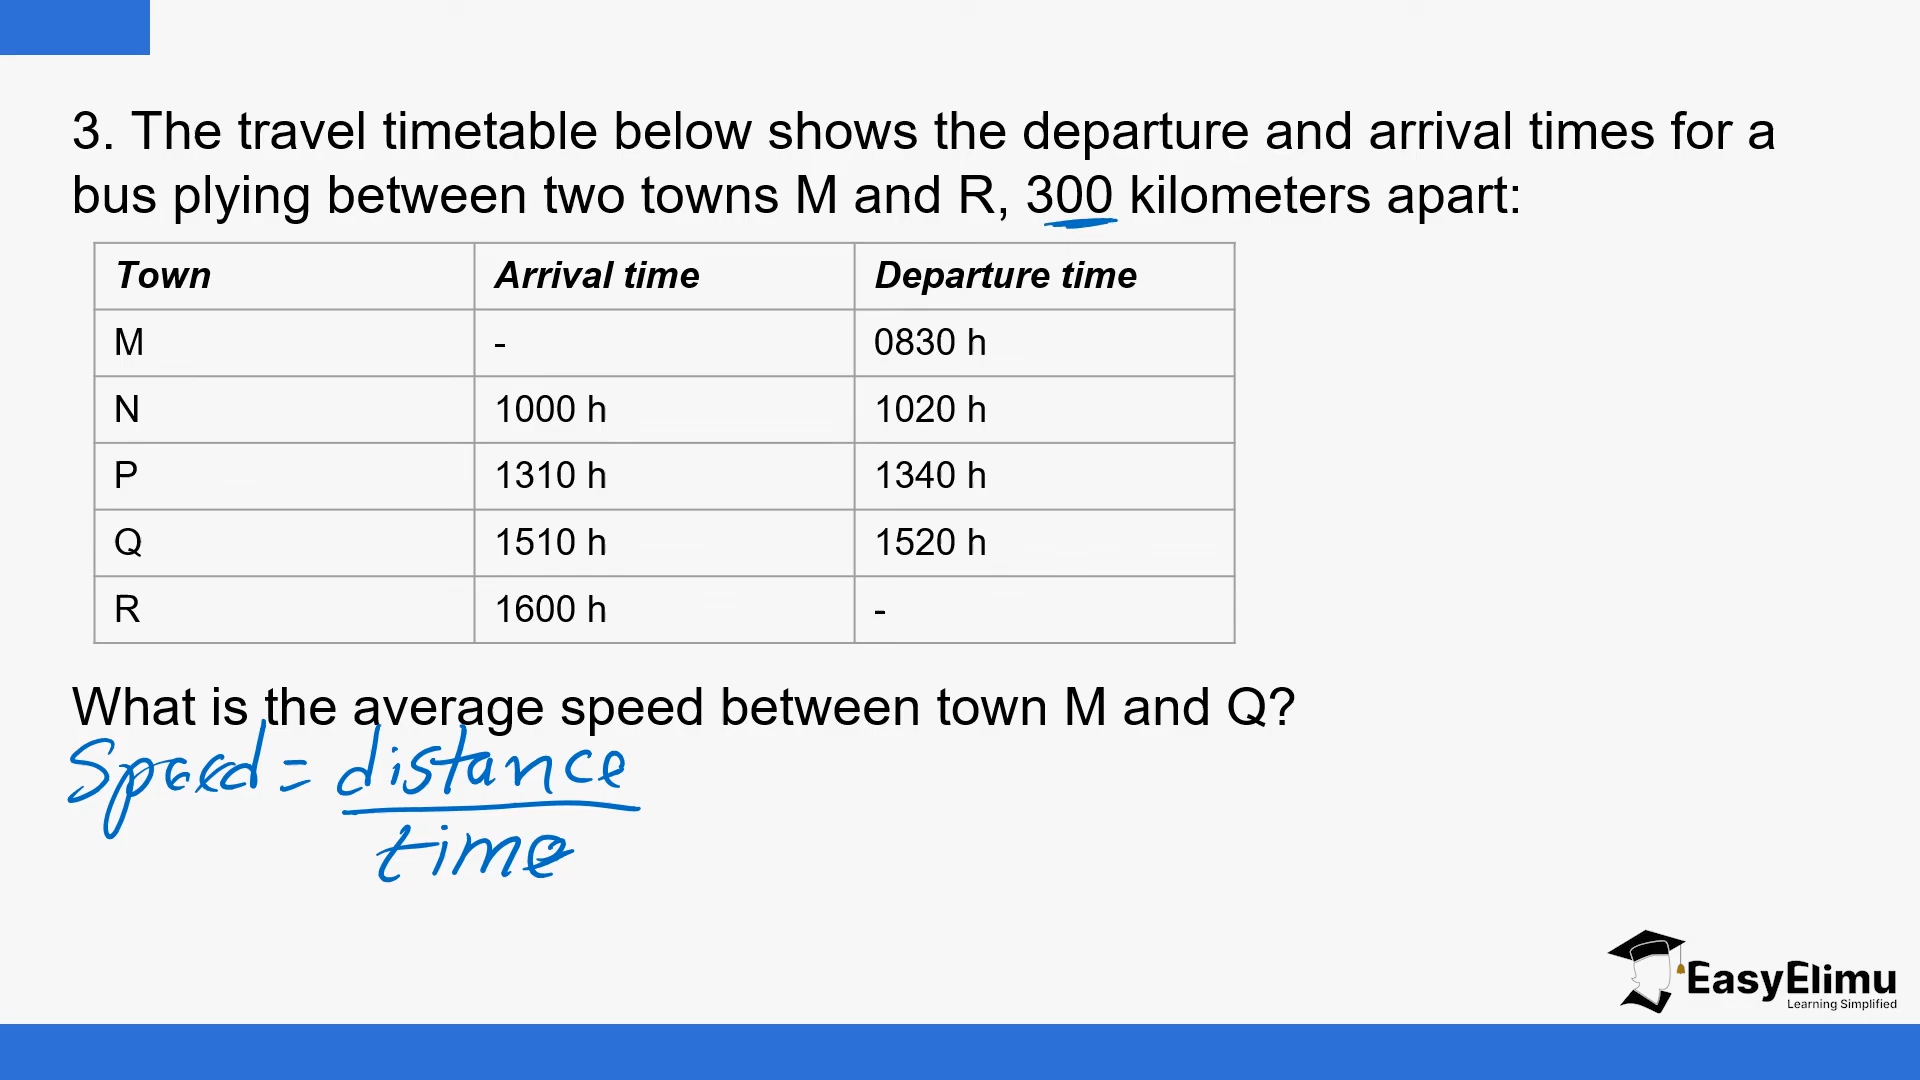 3. The travel timetable below shows the departure and arrival times for a
bus plying between two towns M and R, 300 kilometers apart:
Town Arrival time Departure time
M - 0830 h
N 1000 h 1020 h
P 1310 h 1340 h
Q 1510 h 1520 h
R 1600 h -
What is the average speed between town M and Q?
Speed = distance
time
EasyElimu
Learning Simplified